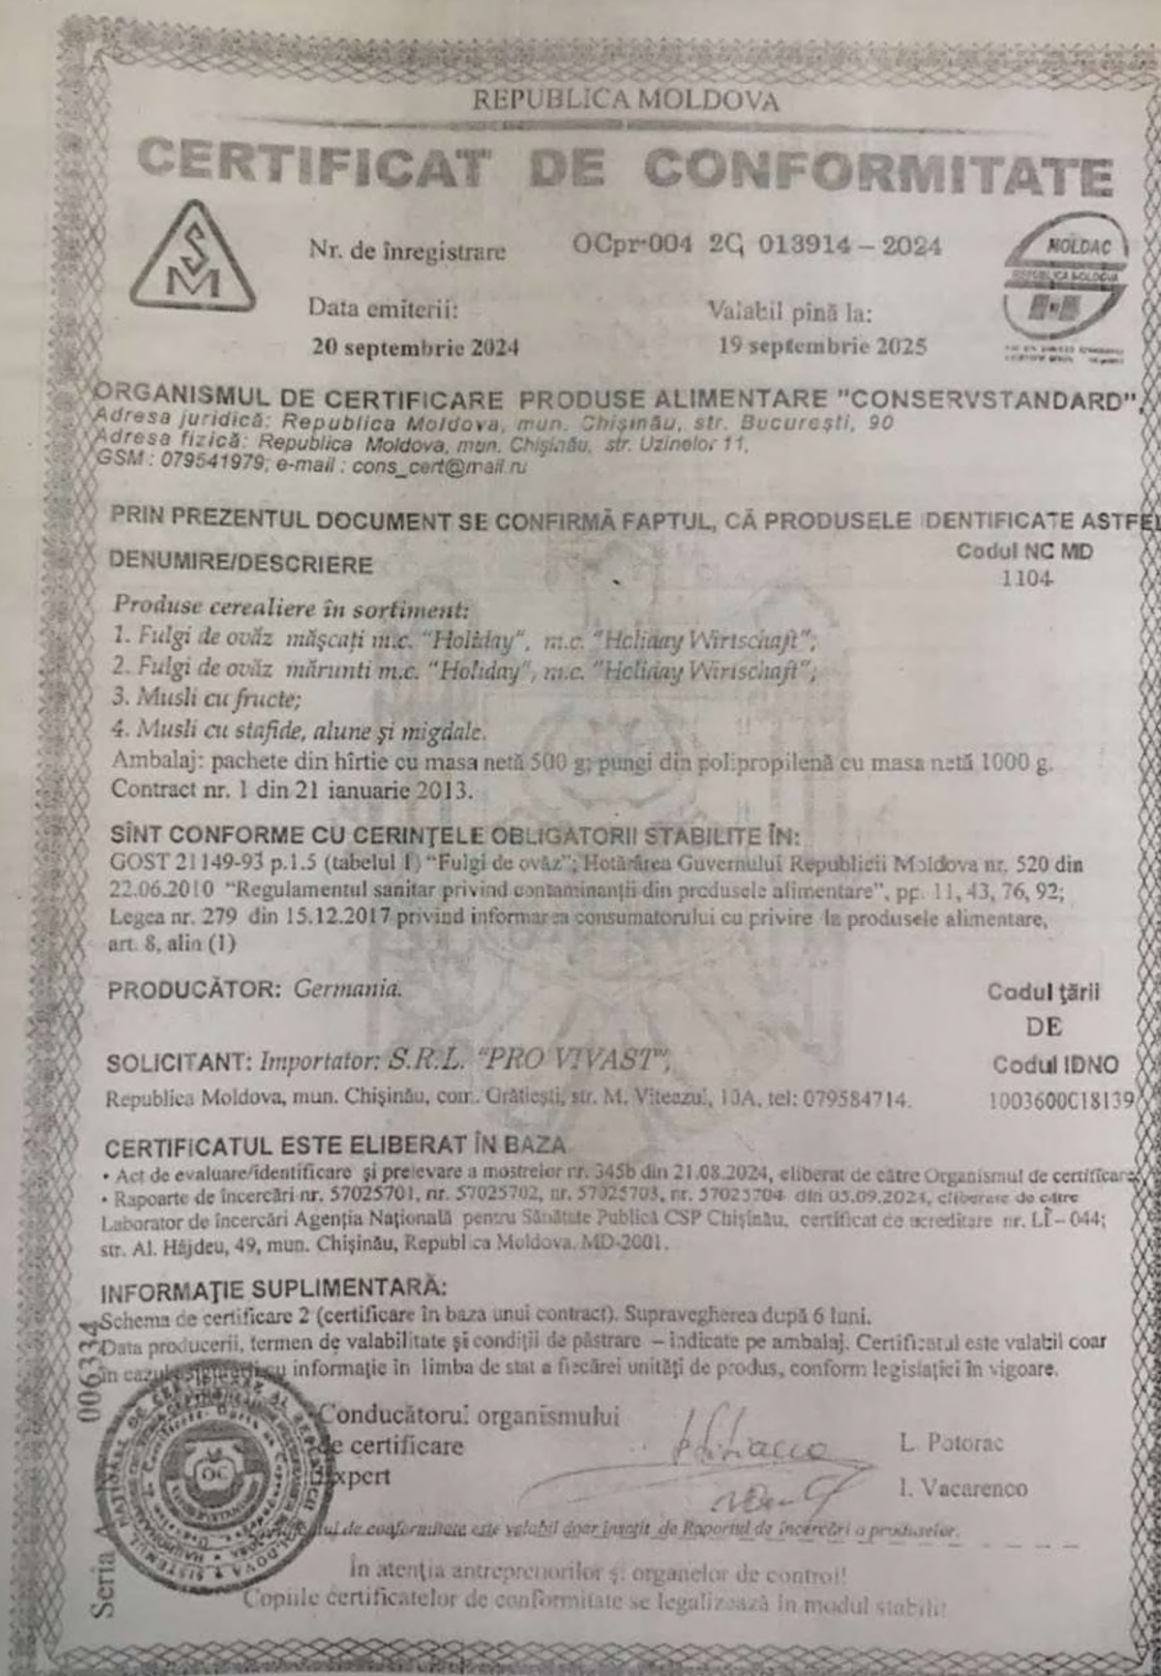 REPUBLICA MOLDOVA
CERTIFICAT DE CONFORMITATE
SM
Nr. de înregistrare OCpr-004 2C 013914 – 2024
MOLDAC
REPUBLICA MOLDOVA
Data emiterii: Valabil pină la:
20 septembrie 2024 19 septembrie 2025
ORGANISMUL DE CERTIFICARE PRODUSE ALIMENTARE "CONSERVSTANDARD",
Adresa juridică: Republica Moldova, mun. Chişinău, str. Bucureşti, 90
Adresa fizică: Republica Moldova, mun. Chişinău, str. Uzinelor 11,
GSM : 079541979; e-mail : cons_cert@mail.ru
PRIN PREZENTUL DOCUMENT SE CONFIRMĂ FAPTUL, CĂ PRODUSELE IDENTIFICATE ASTFEL
DENUMIRE/DESCRIERE Codul NC MD
1104
Produse cerealiere în sortiment:
1. Fulgi de ovăz măşcaţi m.c. "Holiday", m.c. "Holiday Wirtschaft";
2. Fulgi de ovăz mărunti m.c. "Holiday", m.c. "Holiday Wirtschaft";
3. Musli cu fructe;
4. Musli cu stafide, alune şi migdale.
Ambalaj: pachete din hîrtie cu masa netă 500 g; pungi din polipropilenă cu masa netă 1000 g.
Contract nr. 1 din 21 ianuarie 2013.
SÎNT CONFORME CU CERINŢELE OBLIGATORII STABILITE ÎN:
GOST 21149-93 p.1.5 (tabelul 1) "Fulgi de ovăz"; Hotărârea Guvernului Republicii Moldova nr. 520 din
22.06.2010 "Regulamentul sanitar privind contaminanţii din produsele alimentare", pp. 11, 43, 76, 92;
Legea nr. 279 din 15.12.2017 privind informarea consumatorului cu privire la produsele alimentare,
art. 8, alin (1)
PRODUCĂTOR: Germania. Codul ţării
DE
SOLICITANT: Importator: S.R.L. "PRO VIVAST", Codul IDNO
Republica Moldova, mun. Chişinău, com. Grătieşti, str. M. Viteazul, 10A, tel: 079584714. 1003600018139
CERTIFICATUL ESTE ELIBERAT ÎN BAZA
• Act de evaluare/identificare şi prelevare a mostrelor nr. 345b din 21.08.2024, eliberat de către Organismul de certificare
• Rapoarte de încercări nr. 57025701, nr. 57025702, nr. 57025703, nr. 57025704 din 05.09.2024, eliberate de către
Laborator de încercări Agenţia Naţională pentru Sănătate Publică CSP Chişinău, certificat de acreditare nr. LÎ – 044;
str. Al. Hâjdeu, 49, mun. Chişinău, Republica Moldova. MD-2001.
INFORMAŢIE SUPLIMENTARĂ:
Schema de certificare 2 (certificare în baza unui contract). Supravegherea după 6 luni.
Data producerii, termen de valabilitate şi condiţii de păstrare – indicate pe ambalaj. Certificatul este valabil doar
în cazul asigurării cu informaţie în limba de stat a fiecărei unităţi de produs, conform legislaţiei în vigoare.
Conducătorul organismului
de certificare L. Potorac
Expert I. Vacarenco
de conformitate este valabil doar însoţit de Raportul de încercări a produselor.
În atenţia antreprenorilor şi organelor de control!
Copiile certificatelor de conformitate se legalizează în modul stabilit
Seria A 006334
OC